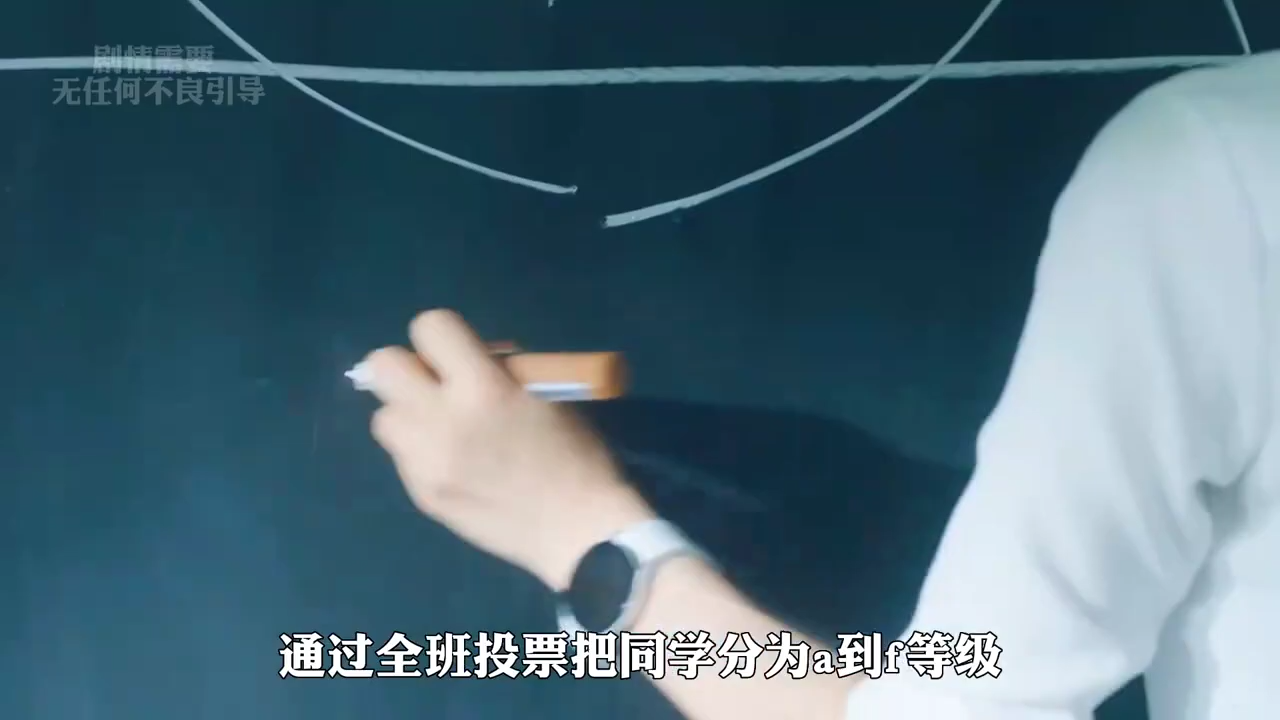 剧情需要
无任何不良引导
通过全班投票把同学分为a到f等级